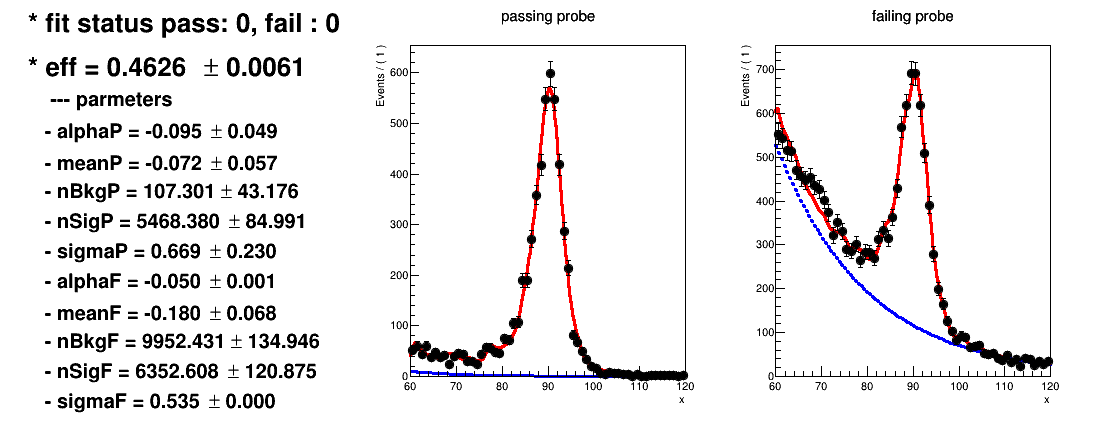 * fit status pass: 0, fail : 0
* eff = 0.4626 ± 0.0061
--- parmeters
- alphaP = -0.095 ± 0.049
- meanP = -0.072 ± 0.057
- nBkgP = 107.301 ± 43.176
- nSigP = 5468.380 ± 84.991
- sigmaP = 0.669 ± 0.230
- alphaF = -0.050 ± 0.001
- meanF = -0.180 ± 0.068
- nBkgF = 9952.431 ± 134.946
- nSigF = 6352.608 ± 120.875
- sigmaF = 0.535 ± 0.000
passing probe
Events / ( 1 )
600
500
400
300
200
100
0
60 70 80 90 100 110 120
x
failing probe
Events / ( 1 )
700
600
500
400
300
200
100
0
60 70 80 90 100 110 120
x